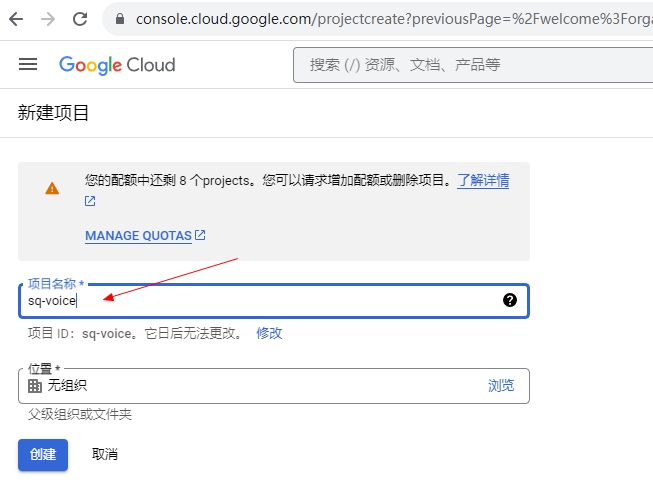 console.cloud.google.com/projectcreate?previousPage=%2Fwelcome%3Forga
Google Cloud
搜索 (/) 资源、文档、产品等
新建项目
您的配额中还剩 8 个projects。您可以请求增加配额或删除项目。了解详情
MANAGE QUOTAS
项目名称 *
sq-voice
项目 ID：sq-voice。它日后无法更改。 修改
位置 *
无组织 浏览
父级组织或文件夹
创建 取消